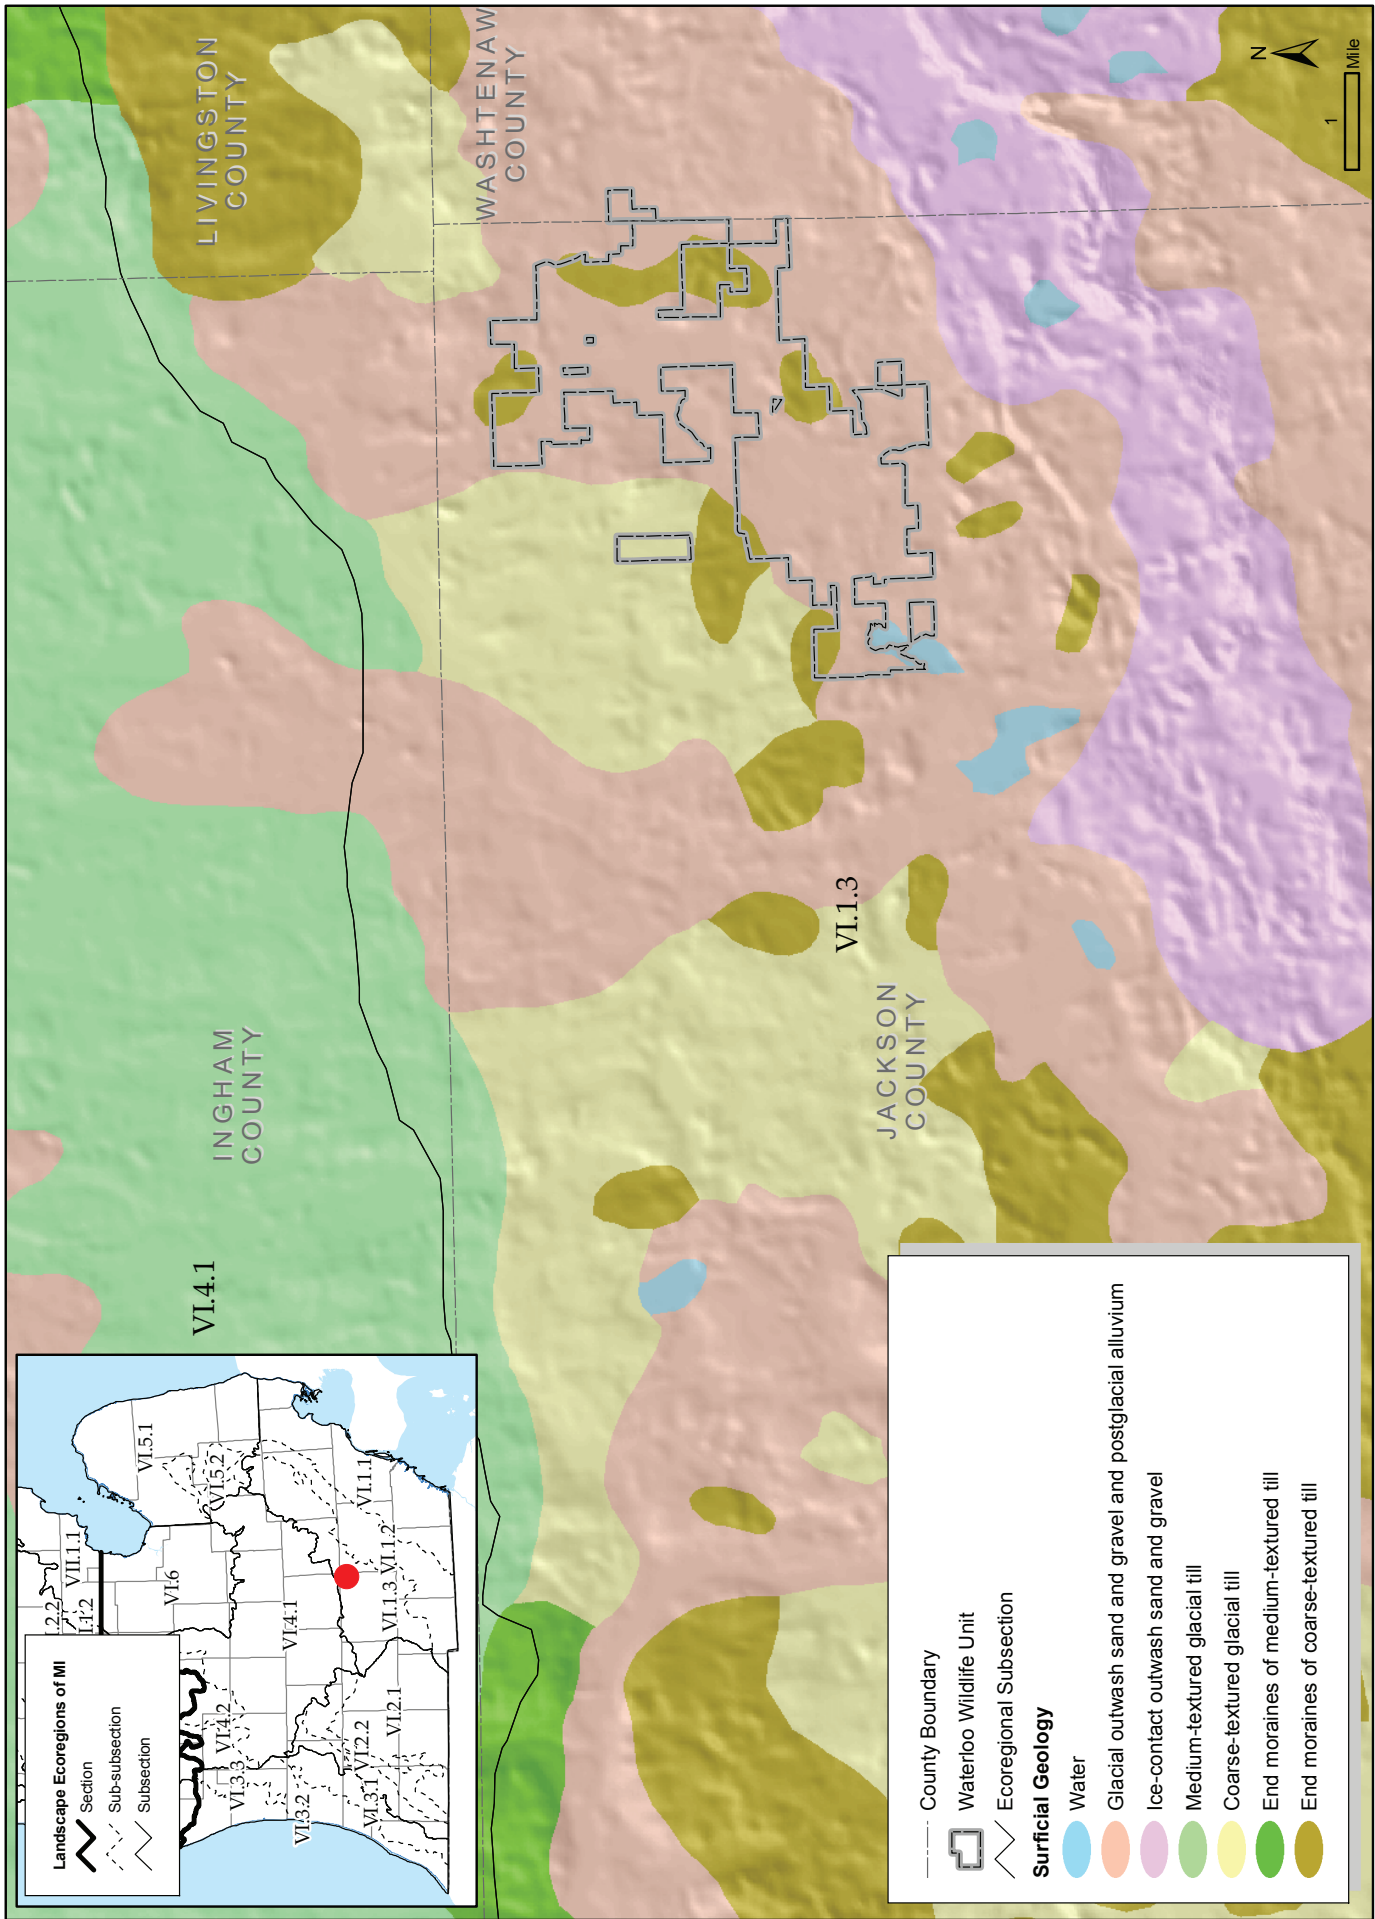 INGHAM
COUNTY
LIVINGSTON
COUNTY
WASHTENAW
COUNTY
JACKSON
COUNTY
VI.4.1
VI.1.3
N
1
Mile
Landscape Ecoregions of MI
Section
Sub-subsection
Subsection
VII.1.1
VI.6
VI.5.1
VI.5.2
VI.4.2
VI.4.1
VI.3.3
VI.3.2
VI.3.1
VI.2.2
VI.2.1
VI.1.3
VI.1.2
VI.1.1
County Boundary
Waterloo Wildlife Unit
Ecoregional Subsection
Surficial Geology
Water
Glacial outwash sand and gravel and postglacial alluvium
Ice-contact outwash sand and gravel
Medium-textured glacial till
Coarse-textured glacial till
End moraines of medium-textured till
End moraines of coarse-textured till